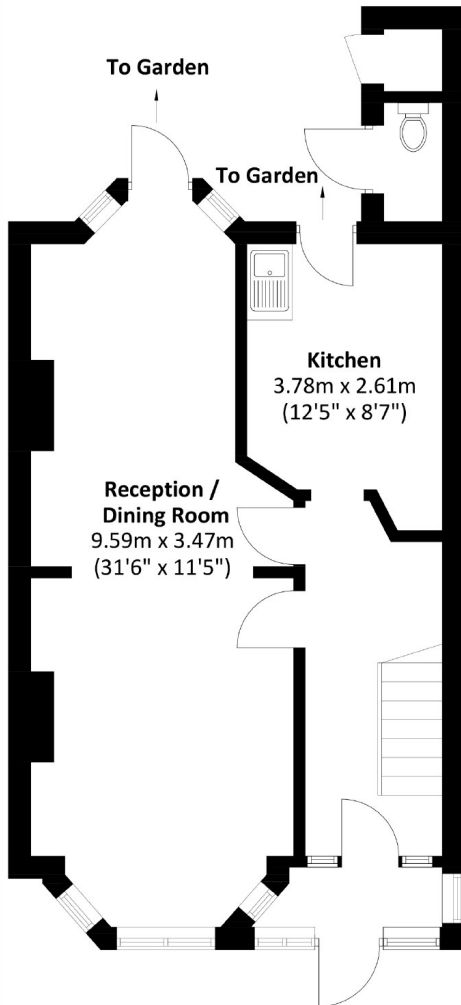 To Garden
To Garden
Kitchen
3.78m x 2.61m
(12'5" x 8'7")
Reception /
Dining Room
9.59m x 3.47m
(31'6" x 11'5")